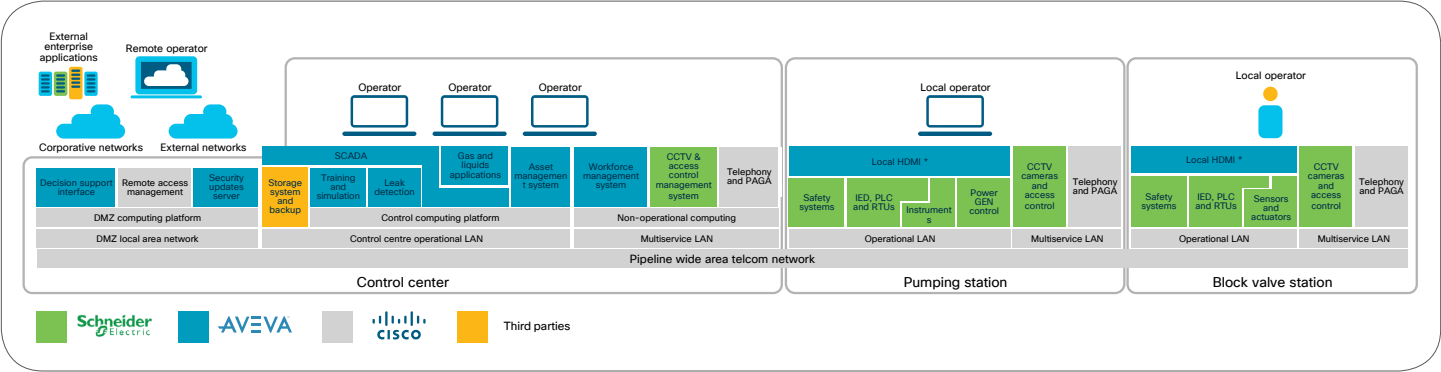 External
enterprise
applications
Remote operator
Corporative networks
External networks
Operator
Operator
Operator
Local operator
Local operator
Decision support
interface
Remote access
management
Security
updates
server
SCADA
Storage
system
and
backup
Training
and
simulation
Leak
detection
Gas and
liquids
applications
Asset
managemen
t system
Workforce
management
system
CCTV &
access
control
management
system
Telephony
and PAGA
DMZ computing platform
Control computing platform
Non-operational computing
DMZ local area network
Control centre operational LAN
Multiservice LAN
Local HDMI *
Safety
systems
IED, PLC
and RTUs
Instrument
s
Power
GEN
control
CCTV
cameras
and
access
control
Telephony
and PAGA
Operational LAN
Multiservice LAN
Local HDMI *
Safety
systems
IED, PLC
and RTUs
Sensors
and
actuators
CCTV
cameras
and
access
control
Telephony
and PAGA
Operational LAN
Multiservice LAN
Pipeline wide area telcom network
Control center
Pumping station
Block valve station
Schneider
Electric
AVEVA
CISCO
Third parties